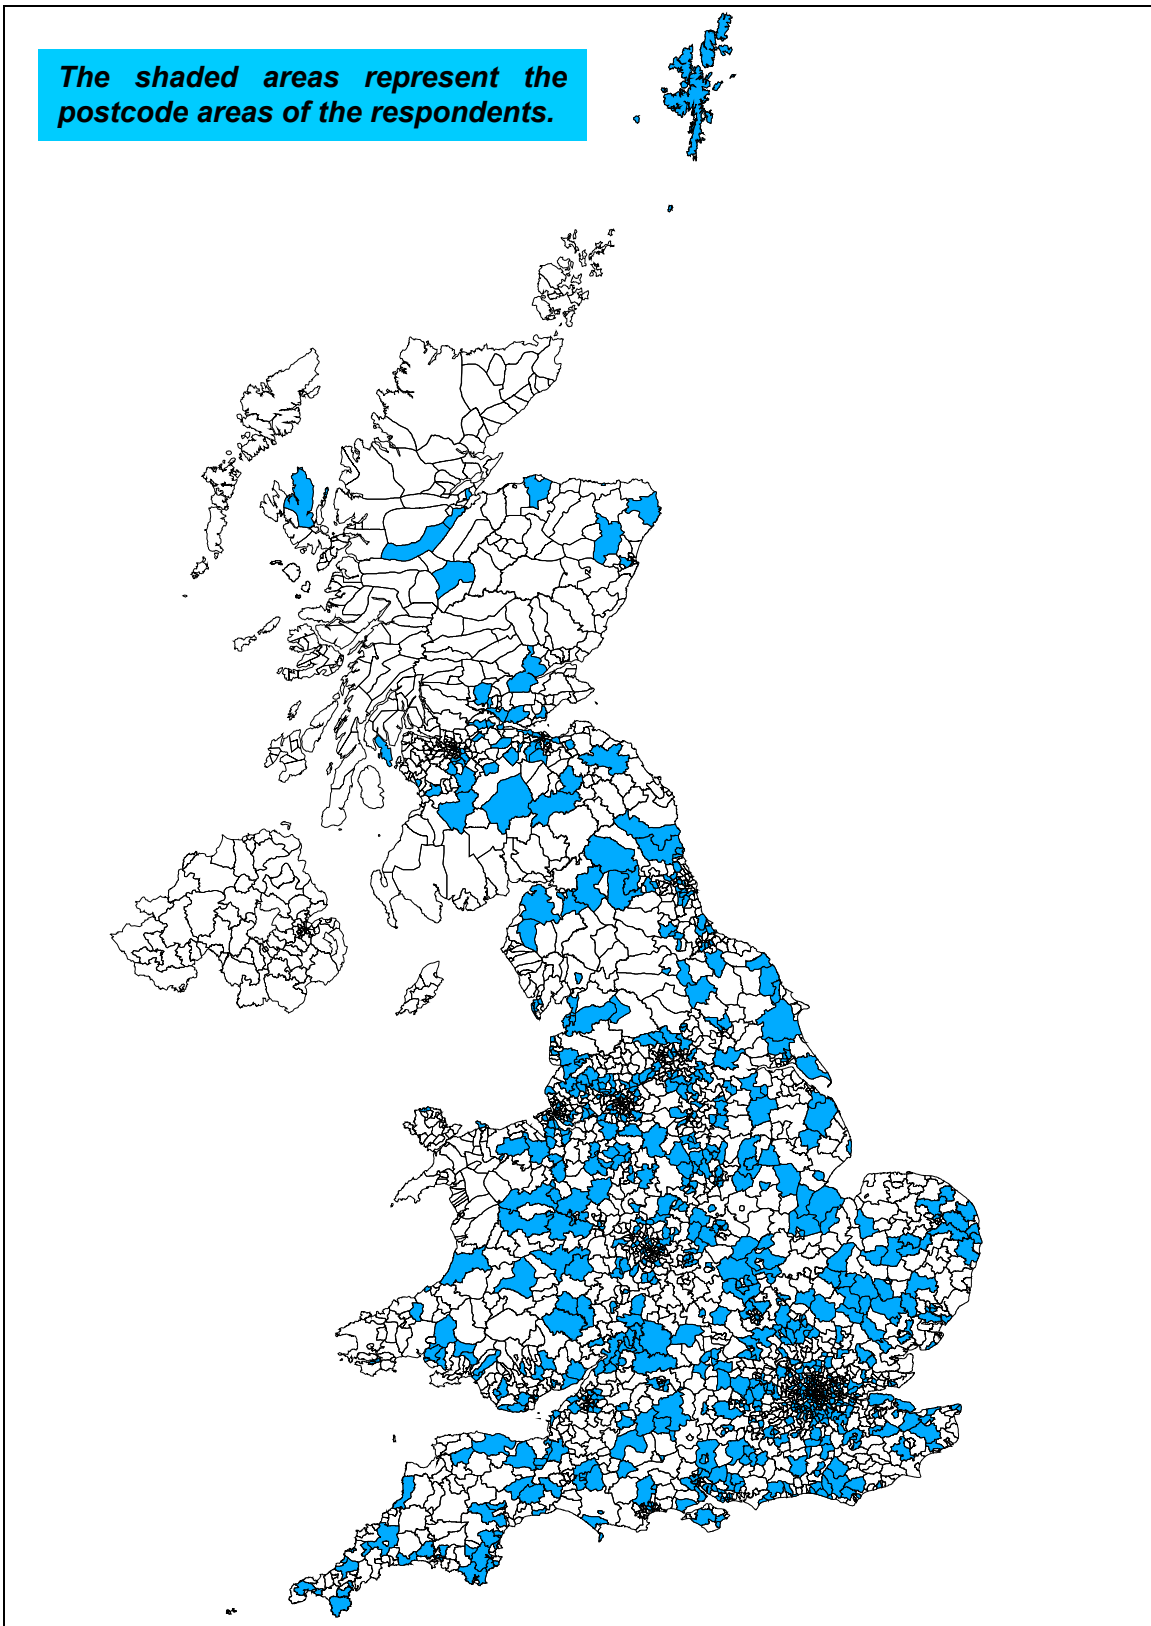 The shaded areas represent the
postcode areas of the respondents.